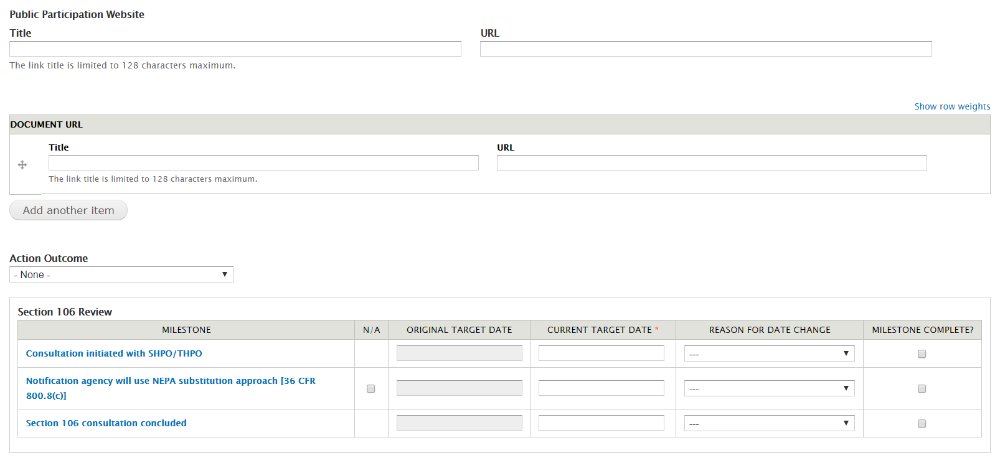 Public Participation Website
Title
URL
The link title is limited to 128 characters maximum.
Show row weights
DOCUMENT URL
Title
URL
The link title is limited to 128 characters maximum.
Add another item
Action Outcome
- None -
Section 106 Review
MILESTONE N/A ORIGINAL TARGET DATE CURRENT TARGET DATE * REASON FOR DATE CHANGE MILESTONE COMPLETE?
Consultation initiated with SHPO/THPO ---
Notification agency will use NEPA substitution approach [36 CFR
800.8(c)] ---
Section 106 consultation concluded ---